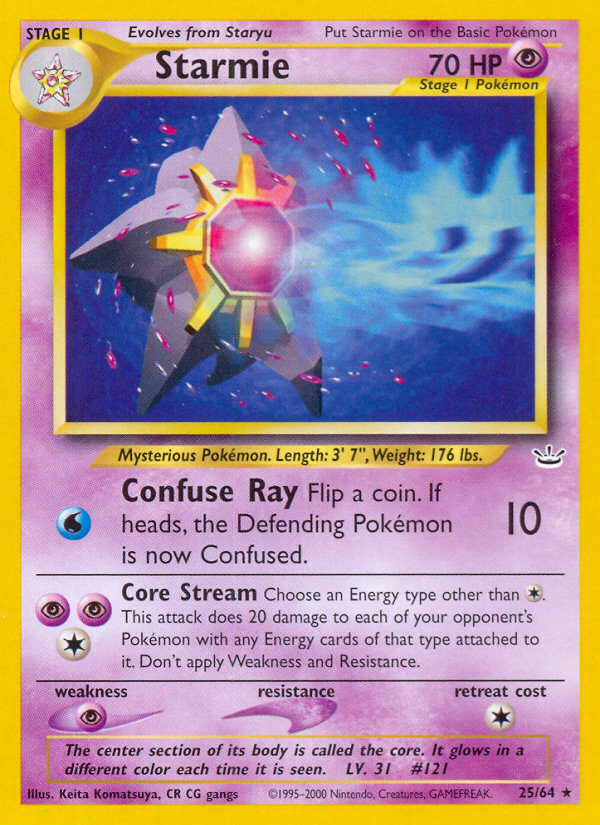 STAGE 1 Evolves from Staryu Put Starmie on the Basic Pokémon
Starmie 70 HP
Stage 1 Pokémon
Mysterious Pokémon. Length: 3' 7", Weight: 176 lbs.
Confuse Ray Flip a coin. If
heads, the Defending Pokémon
is now Confused.
10
Core Stream Choose an Energy type other than .
This attack does 20 damage to each of your opponent's
Pokémon with any Energy cards of that type attached to
it. Don't apply Weakness and Resistance.
weakness resistance retreat cost
The center section of its body is called the core. It glows in a
different color each time it is seen. LV. 31 #121
Illus. Keita Komatsuya, CR CG gangs ©1995-2000 Nintendo, Creatures, GAMEFREAK. 25/64 ★